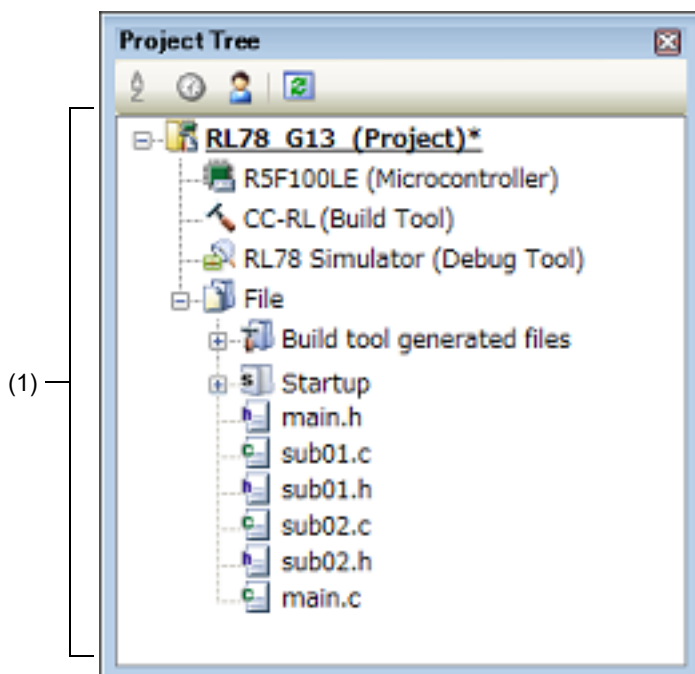 Project Tree
RL78_G13 (Project)*
R5F100LE (Microcontroller)
CC-RL (Build Tool)
RL78 Simulator (Debug Tool)
File
Build tool generated files
(1)
Startup
main.h
sub01.c
sub01.h
sub02.c
sub02.h
main.c